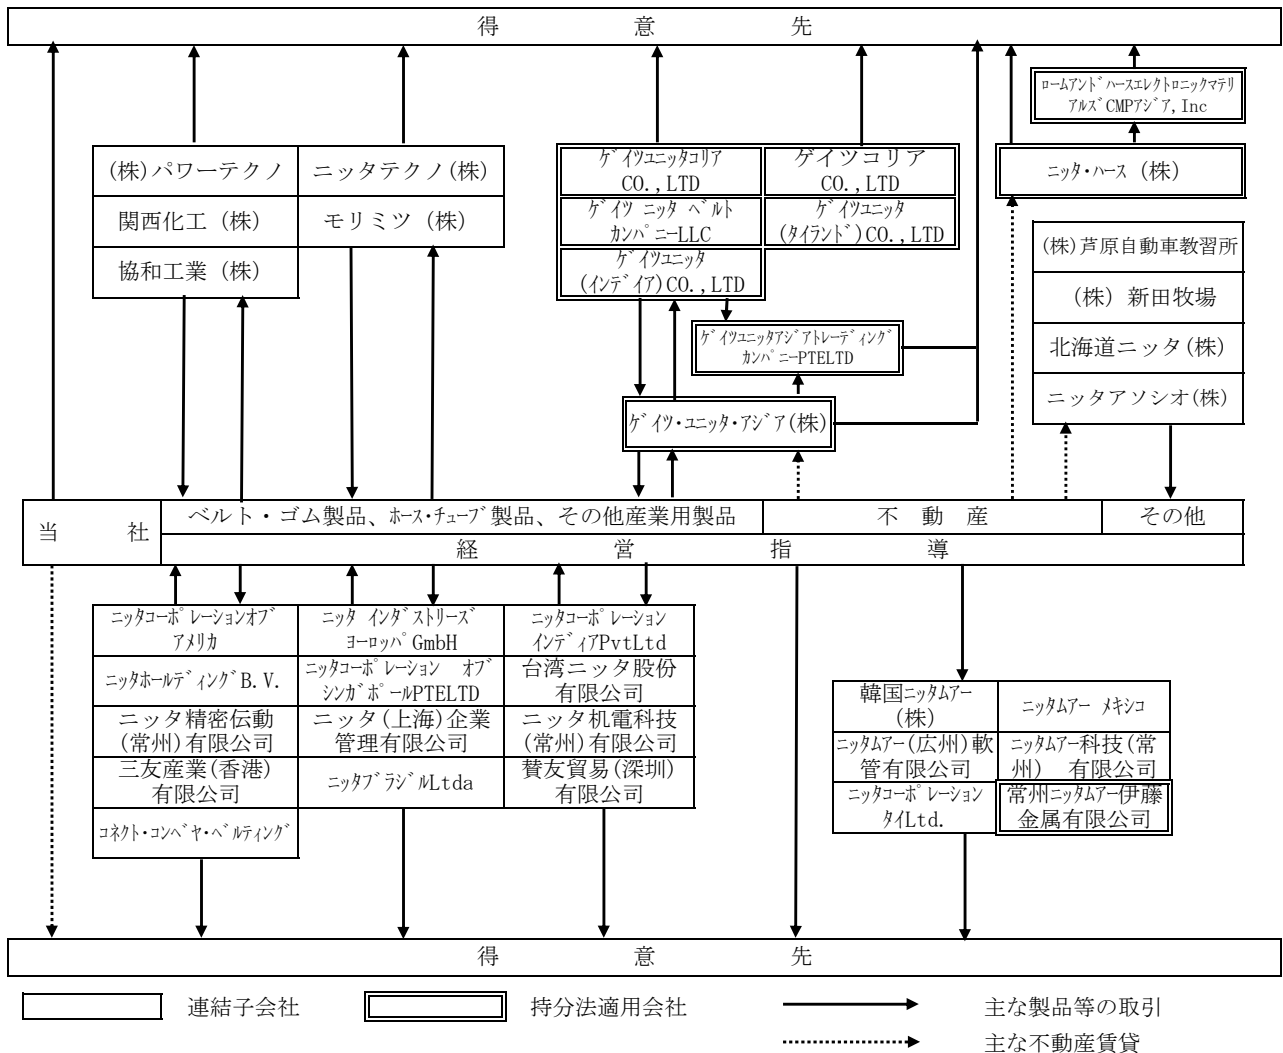 得意先
ロームアンドハースエレクトロニックマテリ
アルズCMPアジア,Inc
(株)パワーテクノ
ニッタテクノ(株)
ゲイツユニッタコリア
CO.,LTD
ゲイツコリア
CO.,LTD
ニッタ・ハース (株)
関西化工 (株)
モリミツ (株)
ゲイツ ニッタ ベルト
カンパニーLLC
ゲイツユニッタ
(タイランド)CO.,LTD
協和工業 (株)
ゲイツユニッタ
(インデイア)CO.,LTD
(株)芦原自動車教習所
(株) 新田牧場
北海道ニッタ(株)
ニッタアソシオ(株)
ゲイツユニッタアジアトレーディング
カンパニーPTELTD
ゲイツ・ユニッタ・アジア(株)
当社
ベルト・ゴム製品、ホース・チューブ製品、その他産業用製品
不動産
その他
経営指導
ニッタコーポレーションオブ
アメリカ
ニッタ インダストリーズ
ヨーロッパGmbH
ニッタコーポレーション
インディアPvtLtd
ニッタホールディングB.V.
ニッタコーポレーション オブ
シンガポールPTELTD
台湾ニッタ股份
有限公司
ニッタ精密伝動
(常州)有限公司
ニッタ(上海)企業
管理有限公司
ニッタ机電科技
(常州)有限公司
三友産業(香港)
有限公司
ニッタブラジルLtda
賛友貿易(深圳)
有限公司
コネクト・コンベヤ・ベルティング
韓国ニッタムアー
(株)
ニッタムアー メキシコ
ニッタムアー(広州)軟
管有限公司
ニッタムアー科技(常
州) 有限公司
ニッタコーポレーション
タイLtd.
常州ニッタムアー伊藤
金属有限公司
得意先
連結子会社
持分法適用会社
主な製品等の取引
主な不動産賃貸